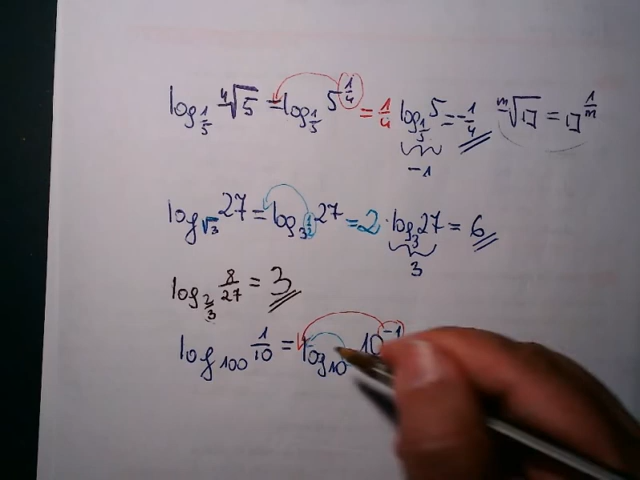 log_{1/5} ⁴√5 = log_{1/5} 5^{1/4} = 1/4 log_{1/5} 5 = -1/4 ᵐ√□ = □^{1/m}
-1
log_{√3} 27 = log_{3^{1/2}} 27 = 2 · log_3 27 = 6
3
log_{2/3} 8/27 = 3
log_{100} 1/10 = log_{10} 10^{-1}